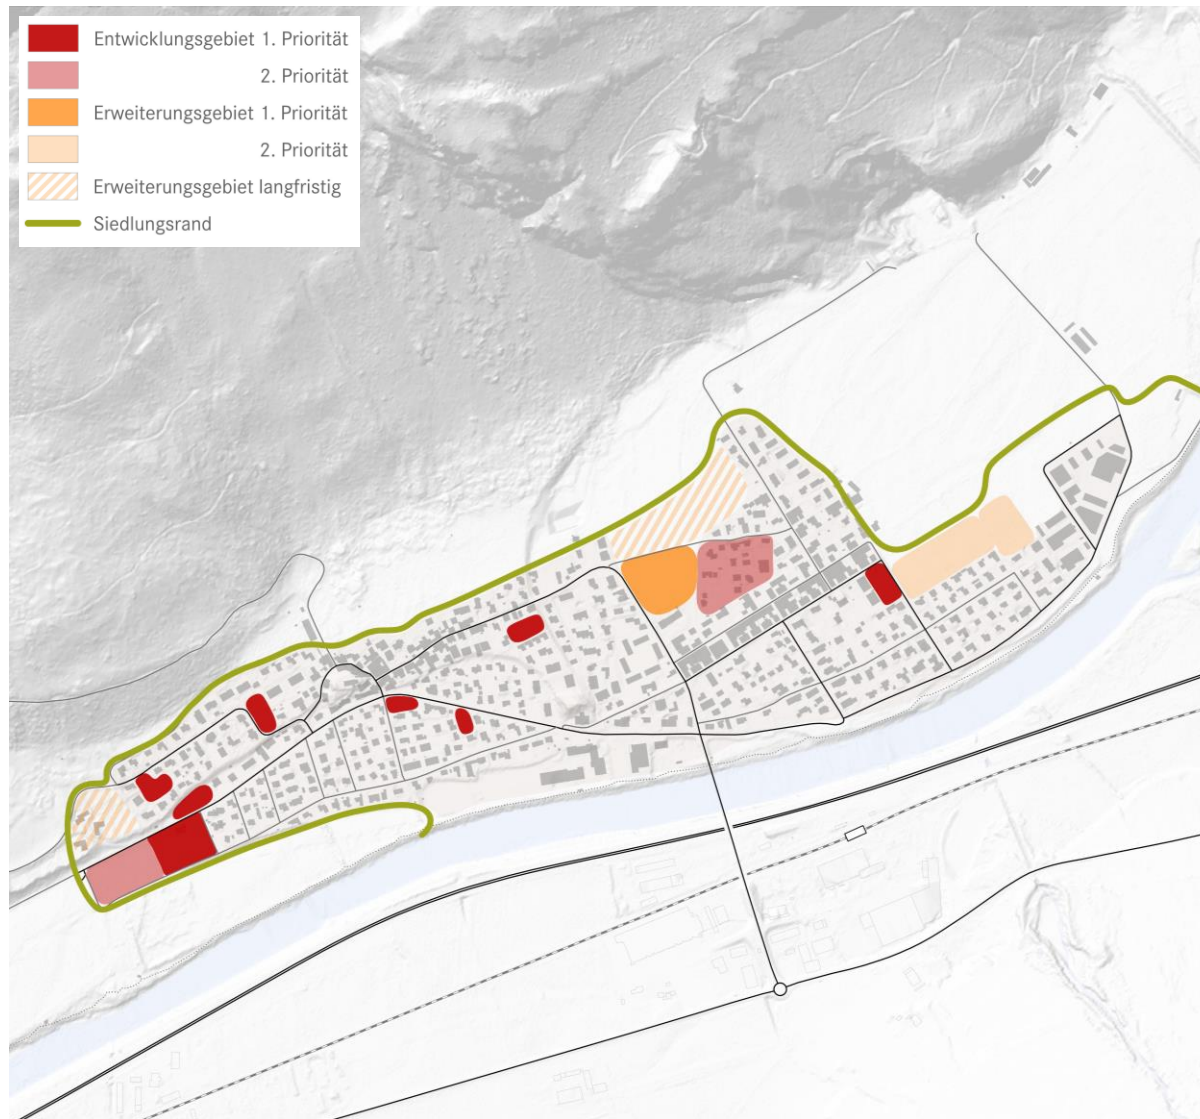 Entwicklungsgebiet 1. Priorität
2. Priorität
Erweiterungsgebiet 1. Priorität
2. Priorität
Erweiterungsgebiet langfristig
Siedlungsrand